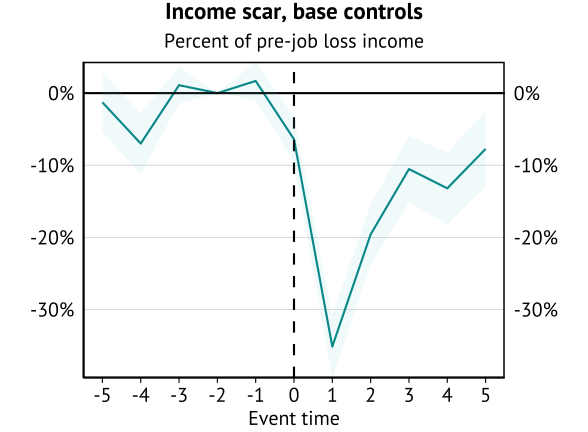 Income scar, base controls
Percent of pre-job loss income
0% 0%
-10% -10%
-20% -20%
-30% -30%
-5 -4 -3 -2 -1 0 1 2 3 4 5
Event time